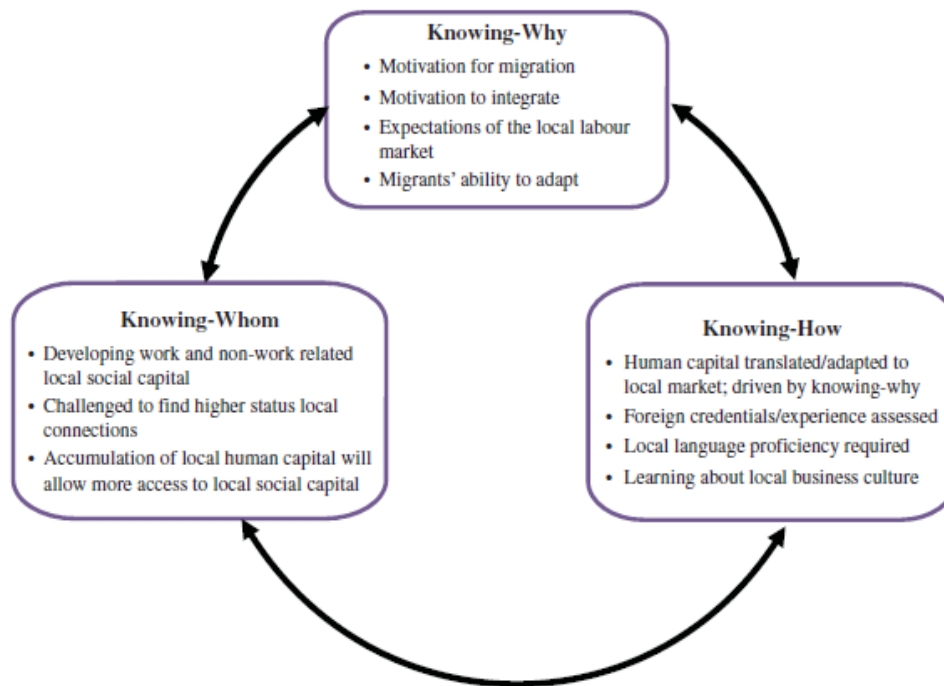 Knowing-Why
• Motivation for migration
• Motivation to integrate
• Expectations of the local labour
market
• Migrants' ability to adapt
Knowing-Whom
• Developing work and non-work related
local social capital
• Challenged to find higher status local
connections
• Accumulation of local human capital will
allow more access to local social capital
Knowing-How
• Human capital translated/adapted to
local market; driven by knowing-why
• Foreign credentials/experience assessed
• Local language proficiency required
• Learning about local business culture